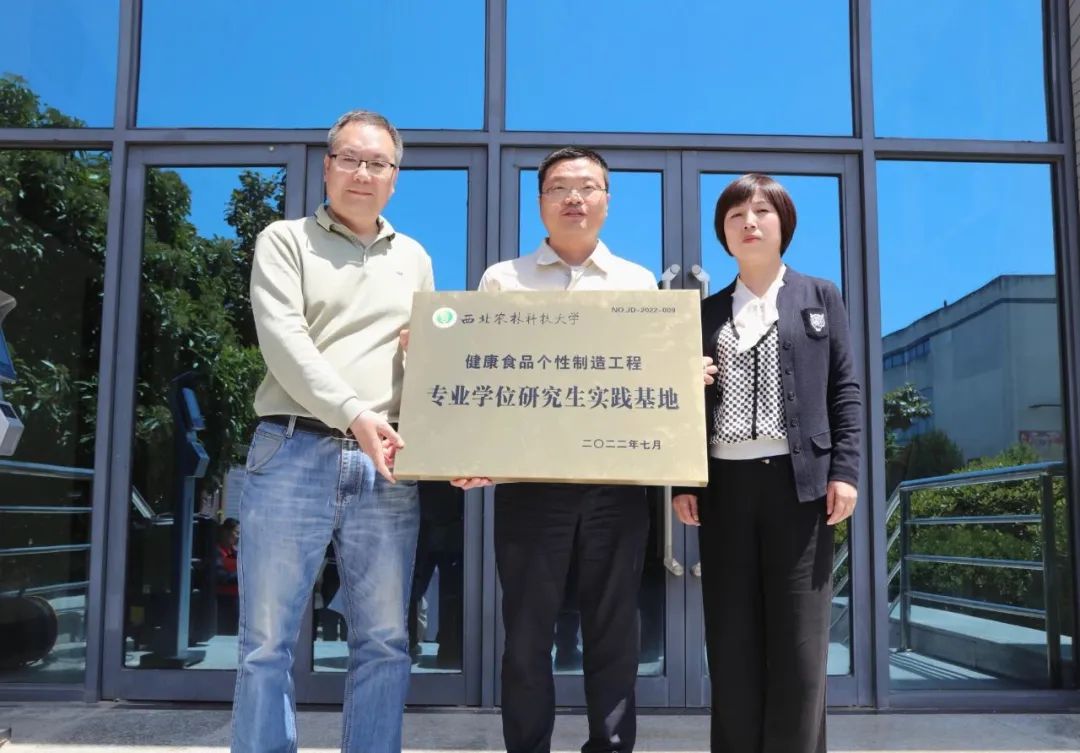 西北农林科技大学
NO.JD-2022-009
健康食品个性制造工程
专业学位研究生实践基地
二〇二二年七月